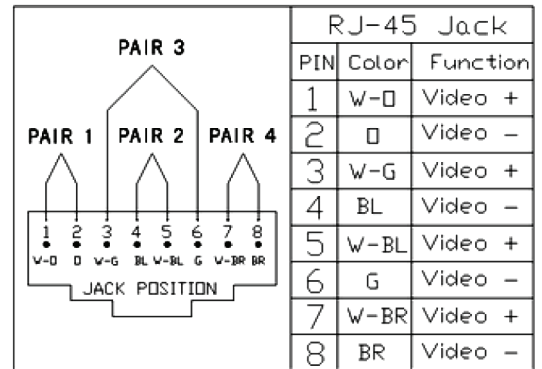 PAIR 3
PAIR 1 PAIR 2 PAIR 4
1 2 3 4 5 6 7 8
W-O O W-G BL W-BL G W-BR BR
JACK POSITION
RJ-45 Jack
PIN Color Function
1 W-O Video +
2 O Video -
3 W-G Video +
4 BL Video -
5 W-BL Video +
6 G Video -
7 W-BR Video +
8 BR Video -